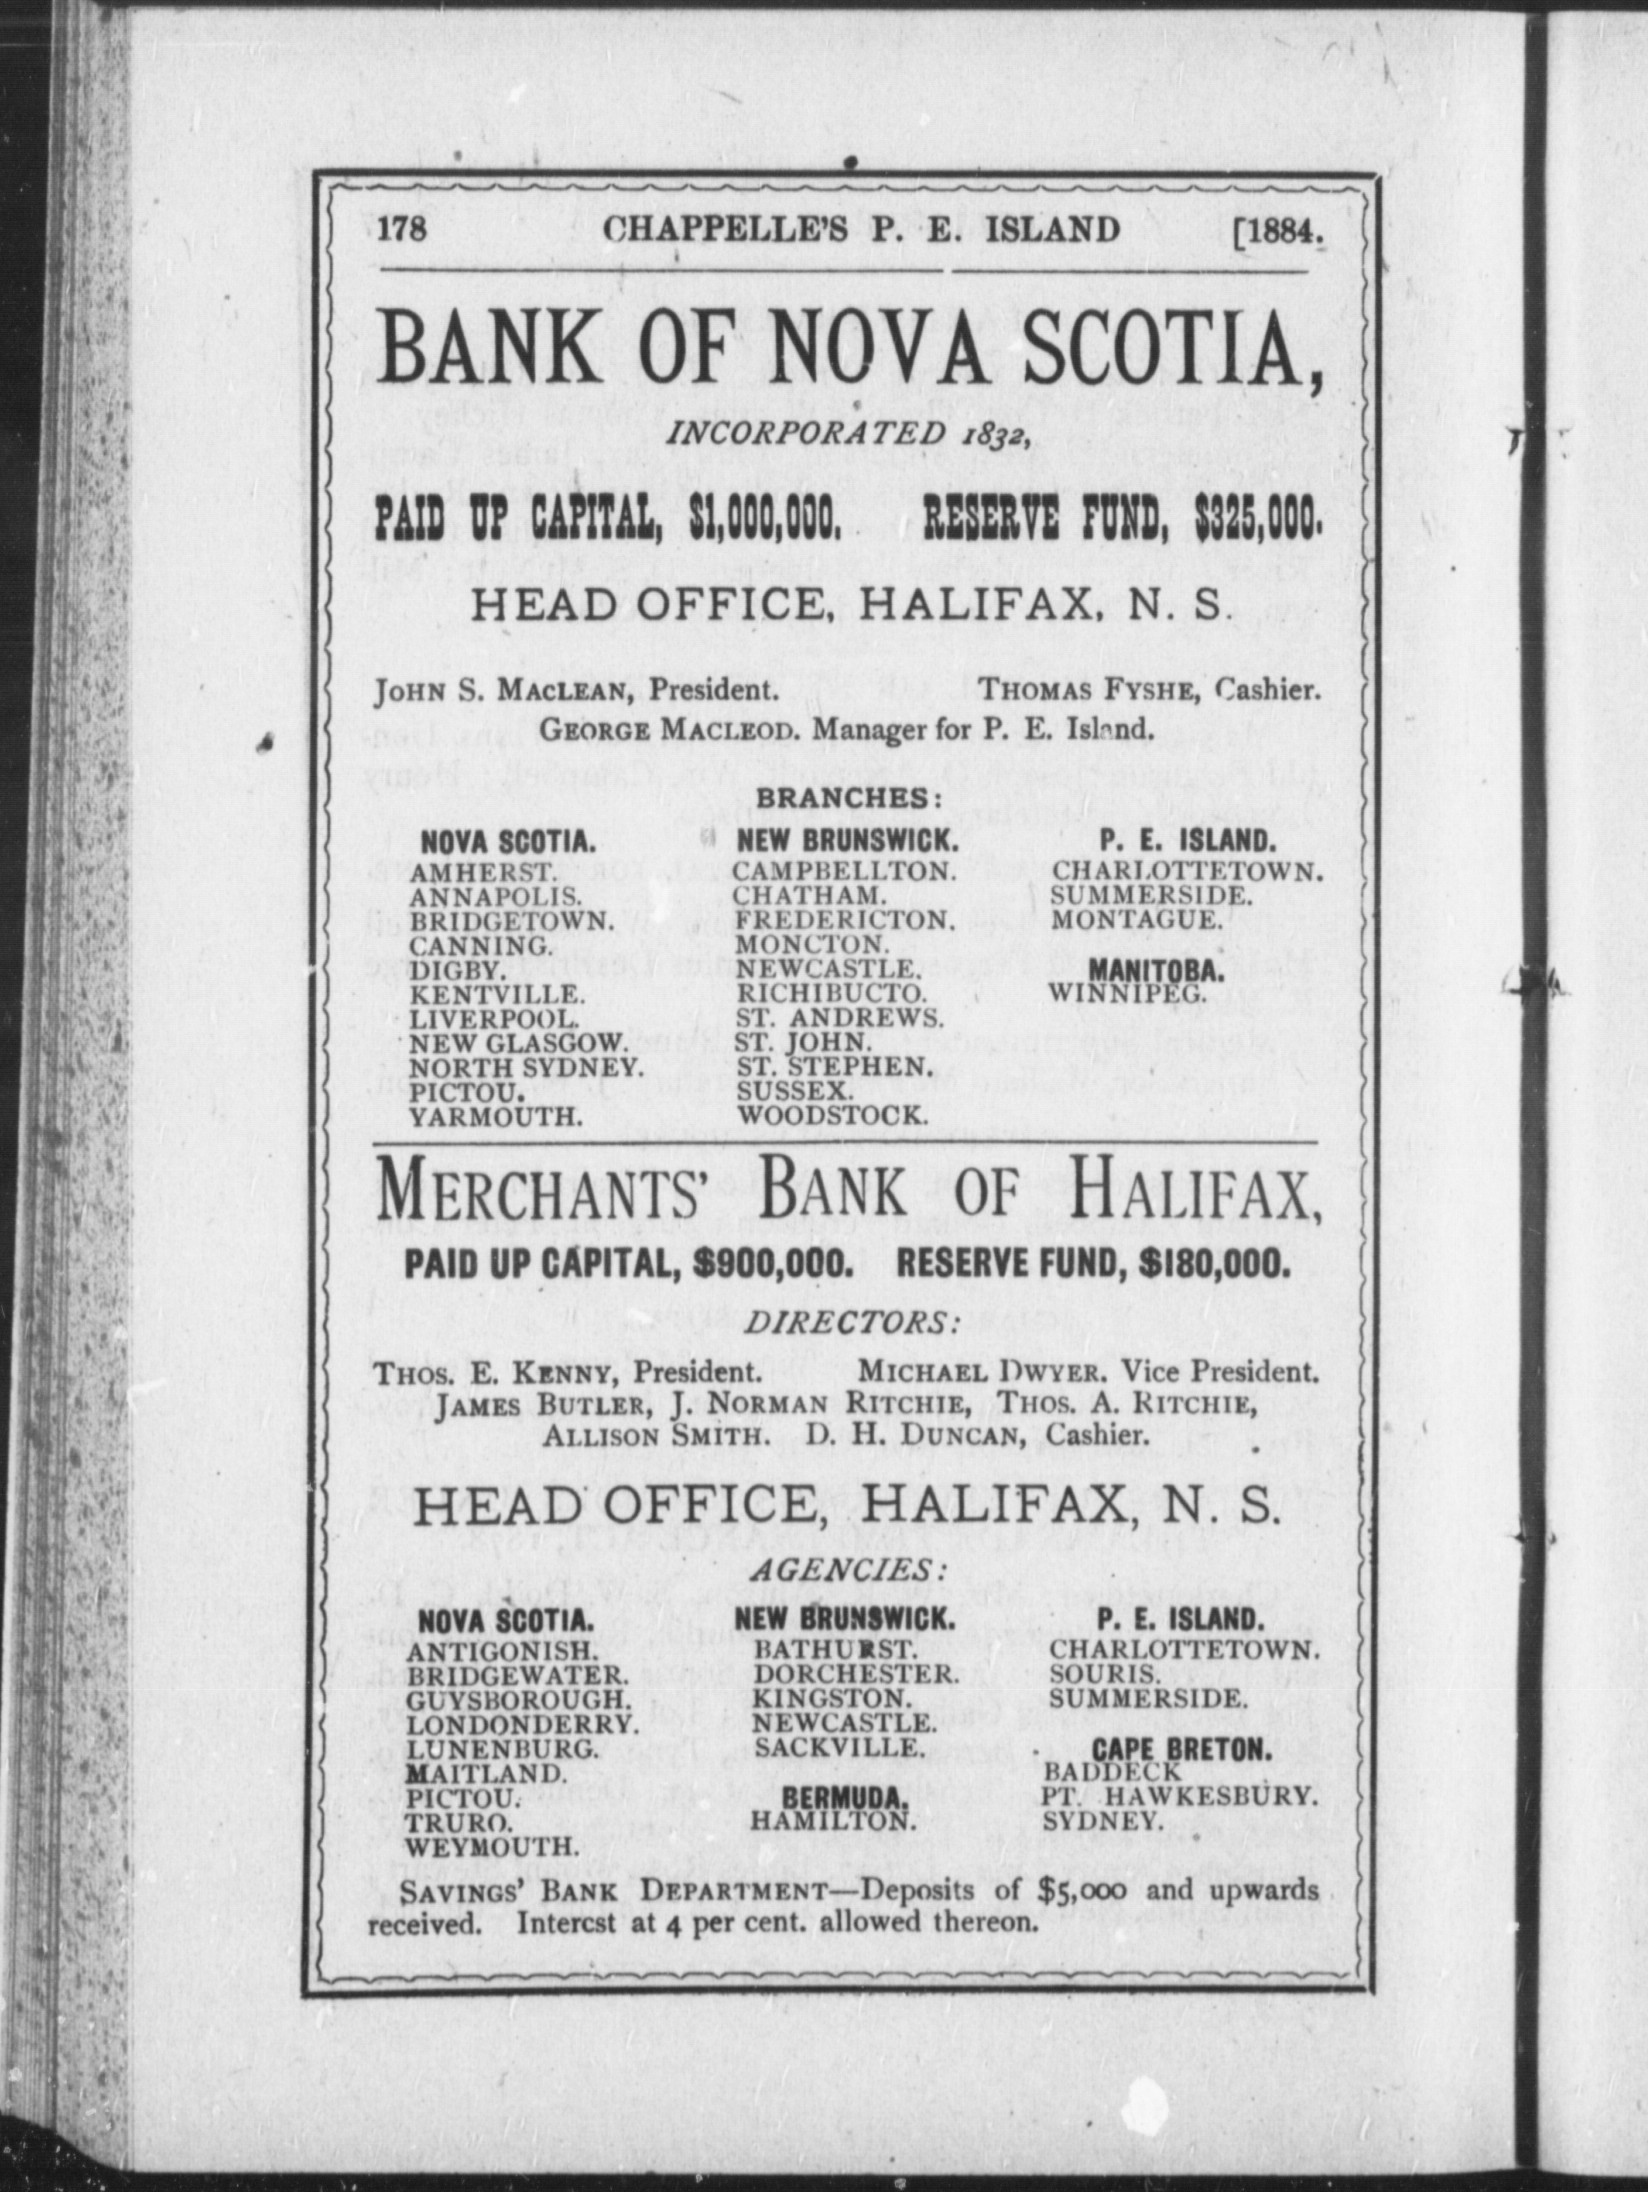 178 CHAPPELLE'S P. E. ISLAND [1884.
BANK OF NOVA SCOTIA,
INCORPORATED 1832,
PAID UP CAPITAL, $1,000,000. RESERVE FUND, $325,000.
HEAD OFFICE, HALIFAX, N. S.
JOHN S. MACLEAN, President. THOMAS FYSHE, Cashier.
GEORGE MACLEOD. Manager for P. E. Island.
BRANCHES:
NOVA SCOTIA.
AMHERST.
ANNAPOLIS.
BRIDGETOWN.
CANNING.
DIGBY.
KENTVILLE.
LIVERPOOL.
NEW GLASGOW.
NORTH SYDNEY.
PICTOU.
YARMOUTH.
NEW BRUNSWICK.
CAMPBELLTON.
CHATHAM.
FREDERICTON.
MONCTON.
NEWCASTLE.
RICHIBUCTO.
ST. ANDREWS.
ST. JOHN.
ST. STEPHEN.
SUSSEX.
WOODSTOCK.
P. E. ISLAND.
CHARLOTTETOWN.
SUMMERSIDE.
MONTAGUE.
MANITOBA.
WINNIPEG.
MERCHANTS' BANK OF HALIFAX,
PAID UP CAPITAL, $900,000. RESERVE FUND, $180,000.
DIRECTORS:
THOS. E. KENNY, President. MICHAEL DWYER. Vice President.
JAMES BUTLER, J. NORMAN RITCHIE, THOS. A. RITCHIE,
ALLISON SMITH. D. H. DUNCAN, Cashier.
HEAD OFFICE, HALIFAX, N. S.
AGENCIES:
NOVA SCOTIA.
ANTIGONISH.
BRIDGEWATER.
GUYSBOROUGH.
LONDONDERRY.
LUNENBURG.
MAITLAND.
PICTOU.
TRURO.
WEYMOUTH.
NEW BRUNSWICK.
BATHURST.
DORCHESTER.
KINGSTON.
NEWCASTLE.
SACKVILLE.
BERMUDA.
HAMILTON.
P. E. ISLAND.
CHARLOTTETOWN.
SOURIS.
SUMMERSIDE.
CAPE BRETON.
BADDECK
PT. HAWKESBURY.
SYDNEY.
SAVINGS' BANK DEPARTMENT—Deposits of $5,000 and upwards
received. Interest at 4 per cent. allowed thereon.